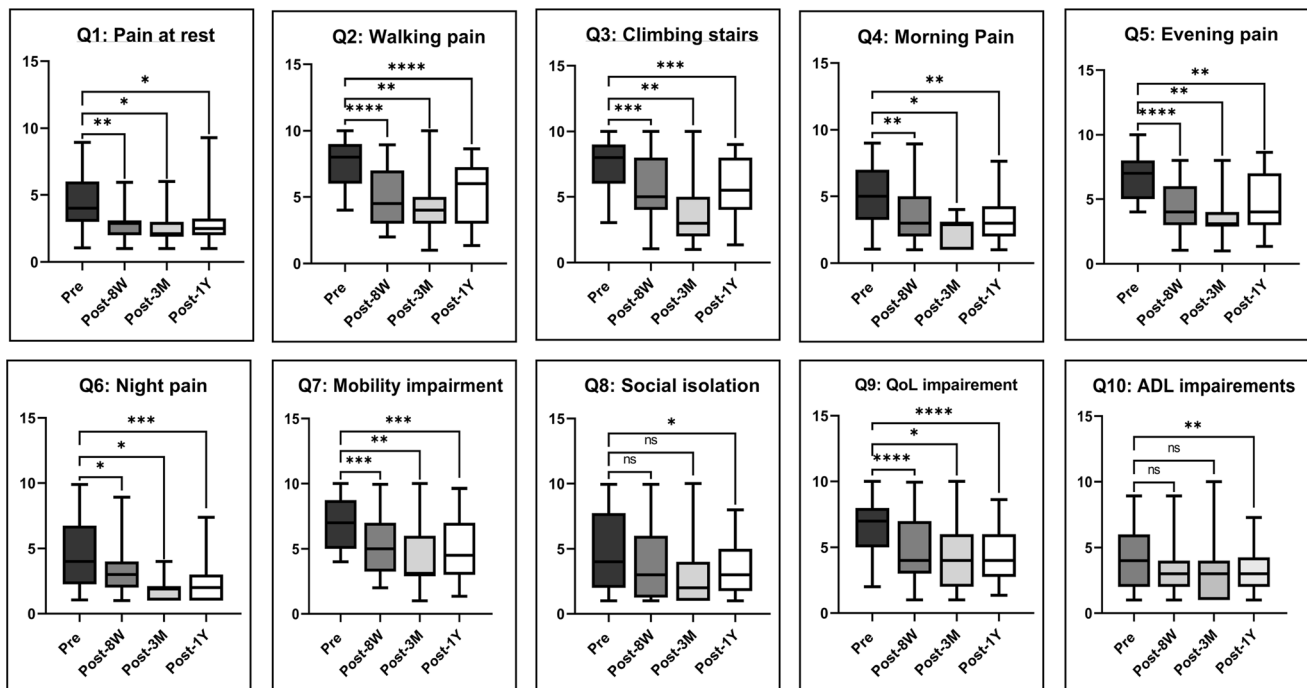 Q1: Pain at rest
15
10
5
0
*
*
**
Pre
Post-8W
Post-3M
Post-1Y
Q2: Walking pain
15
10
5
0
****
**
****
Pre
Post-8W
Post-3M
Post-1Y
Q3: Climbing stairs
15
10
5
0
***
**
***
Pre
Post-8W
Post-3M
Post-1Y
Q4: Morning Pain
15
10
5
0
**
*
**
Pre
Post-8W
Post-3M
Post-1Y
Q5: Evening pain
15
10
5
0
**
**
****
Pre
Post-8W
Post-3M
Post-1Y
Q6: Night pain
15
10
5
0
***
*
*
Pre
Post-8W
Post-3M
Post-1Y
Q7: Mobility impairment
15
10
5
0
***
**
***
Pre
Post-8W
Post-3M
Post-1Y
Q8: Social isolation
15
10
5
0
*
ns
ns
Pre
Post-8W
Post-3M
Post-1Y
Q9: QoL impairement
15
10
5
0
****
*
****
Pre
Post-8W
Post-3M
Post-1Y
Q10: ADL impairements
15
10
5
0
**
ns
ns
Pre
Post-8W
Post-3M
Post-1Y